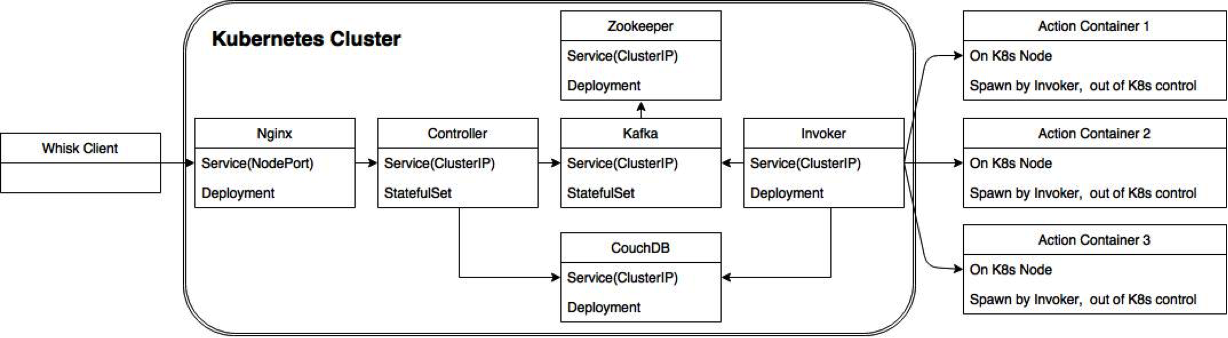 Kubernetes Cluster
Zookeeper
Service(ClusterIP)
Deployment
Whisk Client
Nginx
Service(NodePort)
Deployment
Controller
Service(ClusterIP)
StatefulSet
Kafka
Service(ClusterIP)
StatefulSet
Invoker
Service(ClusterIP)
Deployment
CouchDB
Service(ClusterIP)
Deployment
Action Container 1
On K8s Node
Spawn by Invoker, out of K8s control
Action Container 2
On K8s Node
Spawn by Invoker, out of K8s control
Action Container 3
On K8s Node
Spawn by Invoker, out of K8s control